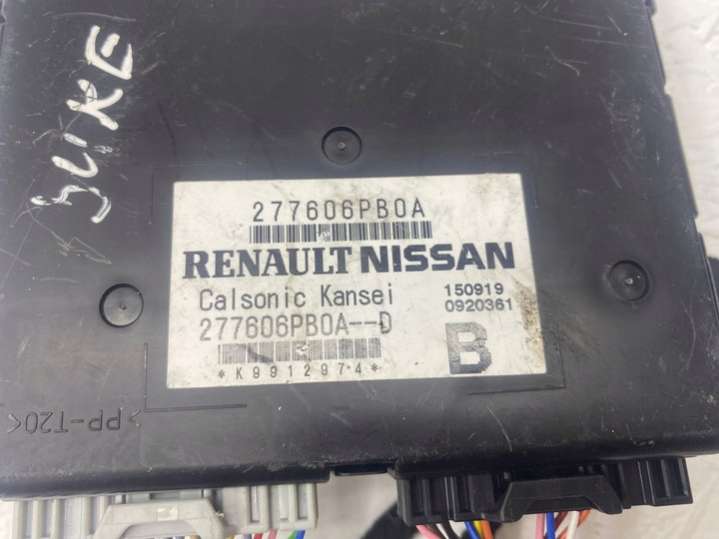 JUKE
277606PB0A
RENAULT NISSAN
Calsonic Kansei
150919
0920361
277606PB0A--D
B
*K9912974*
>PP-T20<